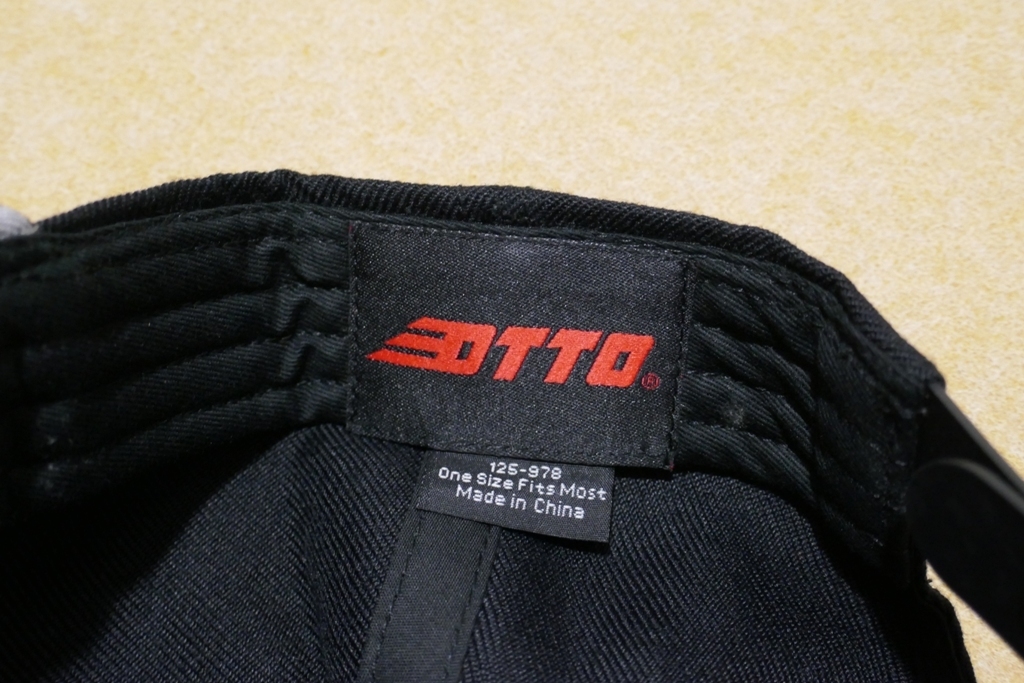 OTTO®
125-978
One Size Fits Most
Made in China